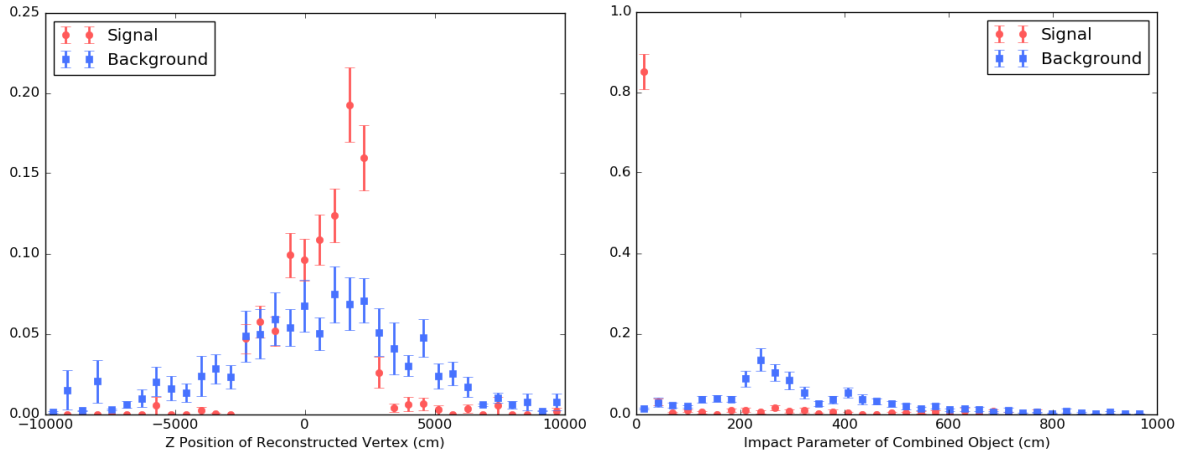 0.25
0.20
0.15
0.10
0.05
0.00
Signal
Background
−10000 −5000 0 5000 10000
Z Position of Reconstructed Vertex (cm)
1.0
0.8
0.6
0.4
0.2
0.0
Signal
Background
0 200 400 600 800 1000
Impact Parameter of Combined Object (cm)